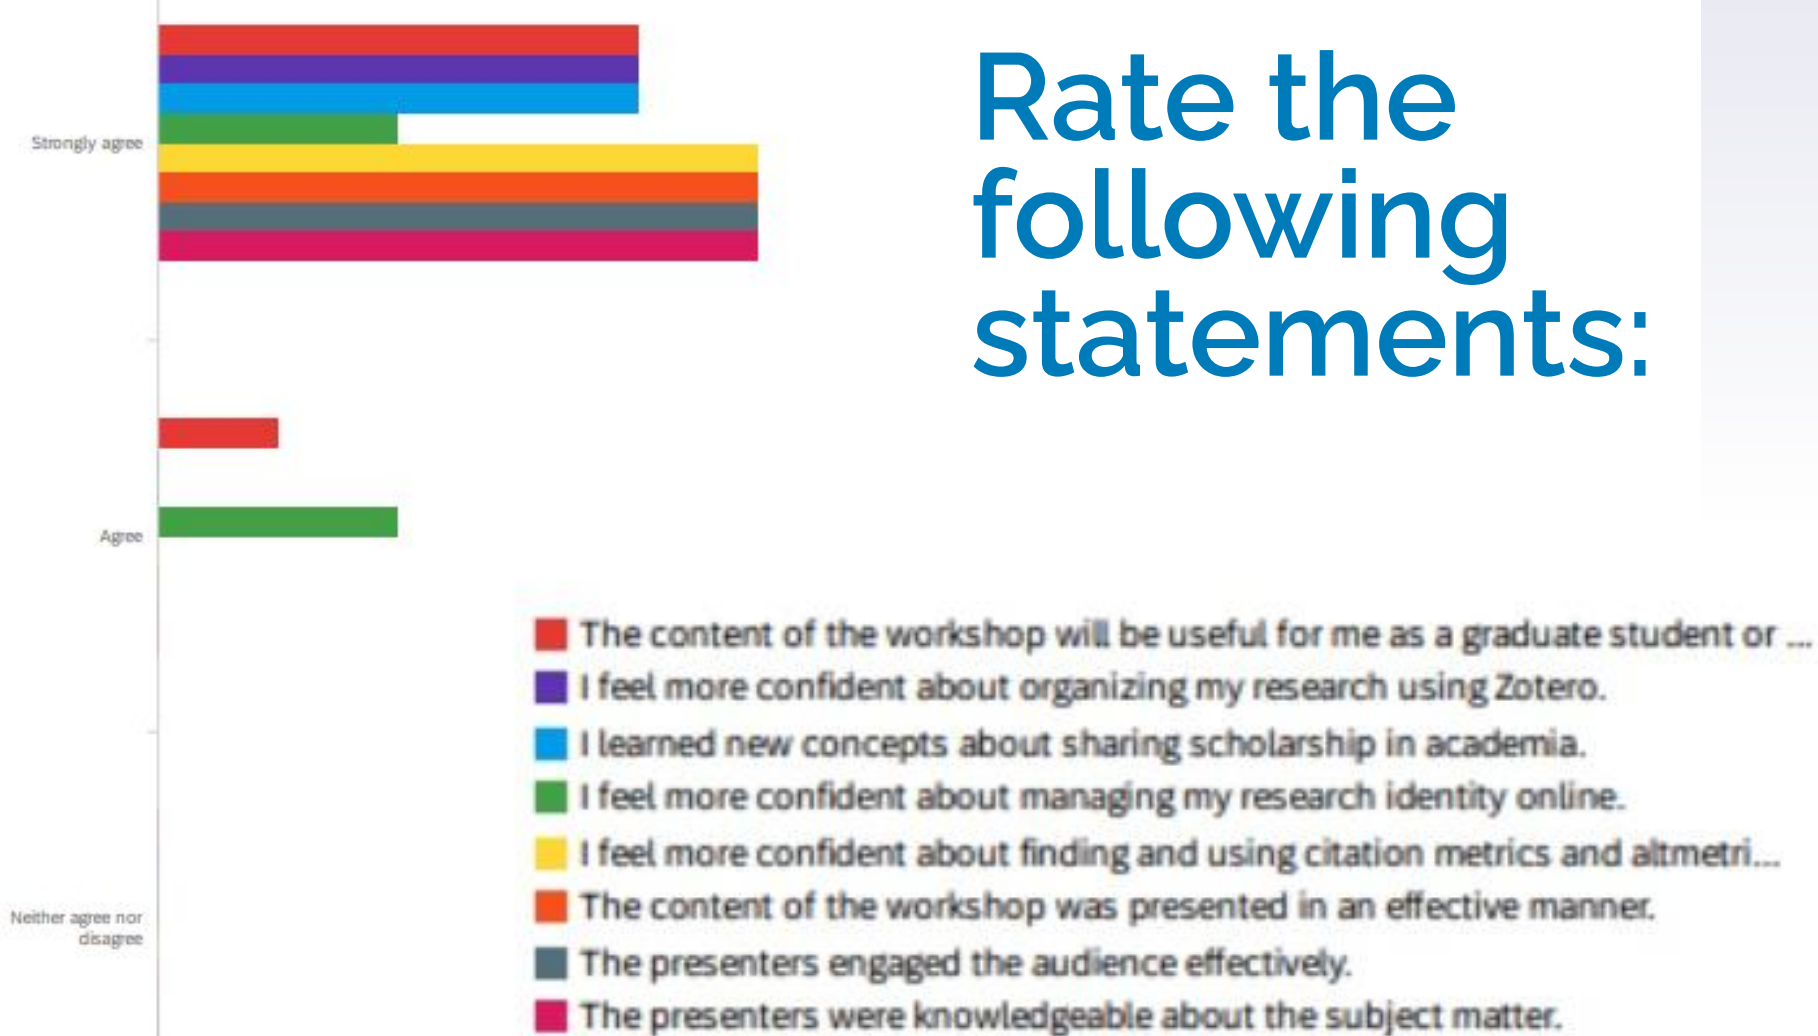 Rate the
following
statements:
Strongly agree
Agree
Neither agree nor
disagree
The content of the workshop will be useful for me as a graduate student or ...
I feel more confident about organizing my research using Zotero.
I learned new concepts about sharing scholarship in academia.
I feel more confident about managing my research identity online.
I feel more confident about finding and using citation metrics and altmetri...
The content of the workshop was presented in an effective manner.
The presenters engaged the audience effectively.
The presenters were knowledgeable about the subject matter.